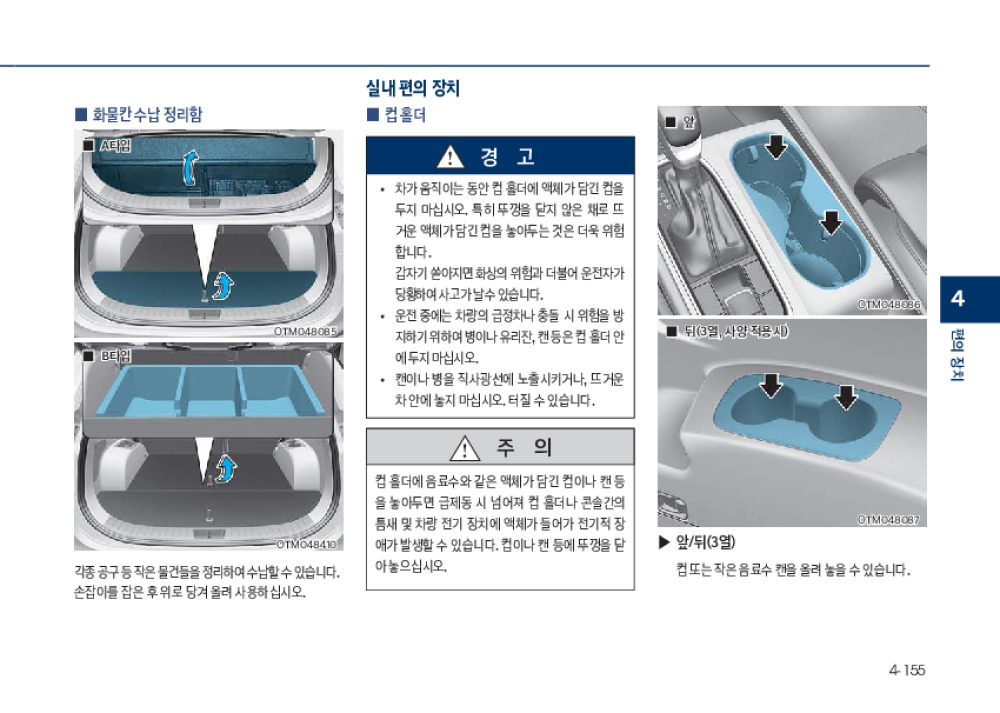 ■ 화물칸 수납 정리함
■ A타입
OTM048085
■ B타입
OTM048410
각종 공구 등 작은 물건들을 정리하여 수납할 수 있습니다.
손잡이를 잡은 후 위로 당겨 올려 사용하십시오.
실내 편의 장치
■ 컵 홀더
경 고
• 차가 움직이는 동안 컵 홀더에 액체가 담긴 컵을
두지 마십시오. 특히 뚜껑을 닫지 않은 채로 뜨
거운 액체가 담긴 컵을 놓아두는 것은 더욱 위험
합니다.
갑자기 쏟아지면 화상의 위험과 더불어 운전자가
당황하여 사고가 날 수 있습니다.
• 운전 중에는 차량의 급정차나 충돌 시 위험을 방
지하기 위하여 병이나 유리잔, 캔 등은 컵 홀더 안
에 두지 마십시오.
• 캔이나 병을 직사광선에 노출시키거나, 뜨거운
차 안에 놓지 마십시오. 터질 수 있습니다.
주 의
컵 홀더에 음료수와 같은 액체가 담긴 컵이나 캔 등
을 놓아두면 급제동 시 넘어져 컵 홀더나 콘솔간의
틈새 및 차량 전기 장치에 액체가 들어가 전기적 장
애가 발생할 수 있습니다. 컵이나 캔 등에 뚜껑을 닫
아 놓으십시오.
■ 앞
OTM048086
■ 뒤(3열, 사양 적용시)
OTM048087
▶ 앞/뒤(3열)
컵 또는 작은 음료수 캔을 올려 놓을 수 있습니다.
4
편의 장치
4-155